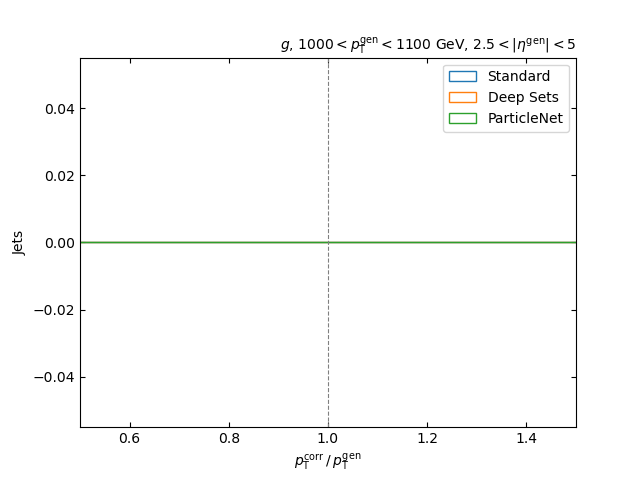 g, 1000 < p_T^gen < 1100 GeV, 2.5 < |η^gen| < 5
Standard
Deep Sets
ParticleNet
Jets
0.04
0.02
0.00
−0.02
−0.04
0.6 0.8 1.0 1.2 1.4
p_T^corr / p_T^gen